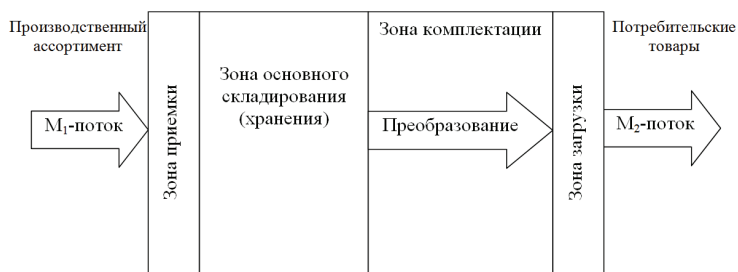 Производственный
ассортимент
М₁-поток
Зона приемки
Зона основного
складирования
(хранения)
Зона комплектации
Преобразование
Зона загрузки
Потребительские
товары
М₂-поток